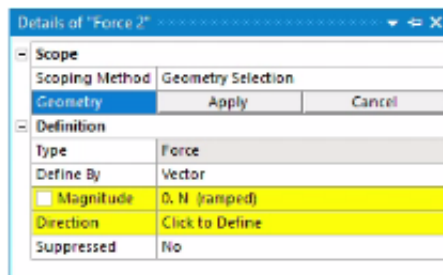 Details of "Force 2"
Scope
Scoping Method Geometry Selection
Geometry Apply Cancel
Definition
Type Force
Define By Vector
Magnitude 0. N (ramped)
Direction Click to Define
Suppressed No